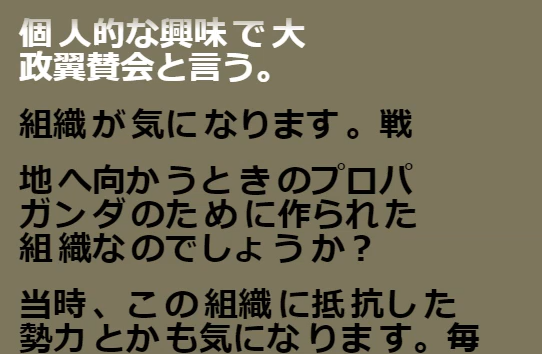 個人的な興味で大
政翼賛会と言う。
組織が気になります。戦
地へ向かうときのプロパ
ガンダのために作られた
組織なのでしょうか？
当時、この組織に抵抗した
勢力とかも気になります。毎